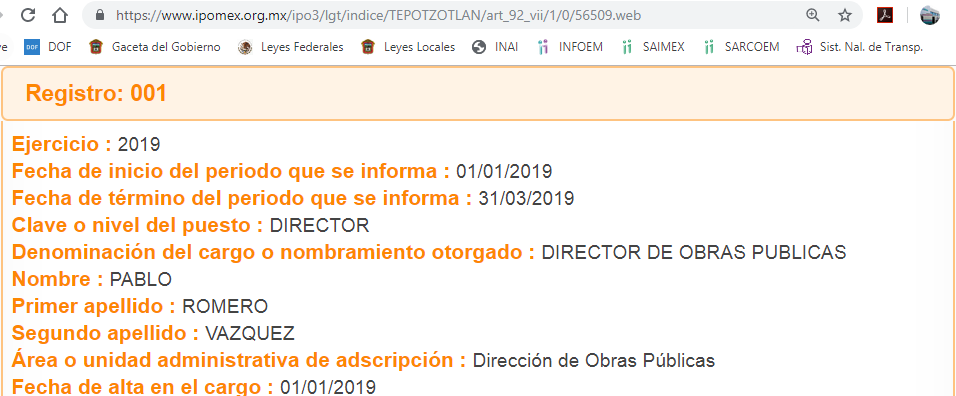 https://www.ipomex.org.mx/ipo3/lgt/indice/TEPOTZOTLAN/art_92_vii/1/0/56509.web
ve DOF DOF Gaceta del Gobierno Leyes Federales Leyes Locales INAI INFOEM SAIMEX SARCOEM Sist. Nal. de Transp.
Registro: 001
Ejercicio : 2019
Fecha de inicio del periodo que se informa : 01/01/2019
Fecha de término del periodo que se informa : 31/03/2019
Clave o nivel del puesto : DIRECTOR
Denominación del cargo o nombramiento otorgado : DIRECTOR DE OBRAS PUBLICAS
Nombre : PABLO
Primer apellido : ROMERO
Segundo apellido : VAZQUEZ
Área o unidad administrativa de adscripción : Dirección de Obras Públicas
Fecha de alta en el cargo : 01/01/2019